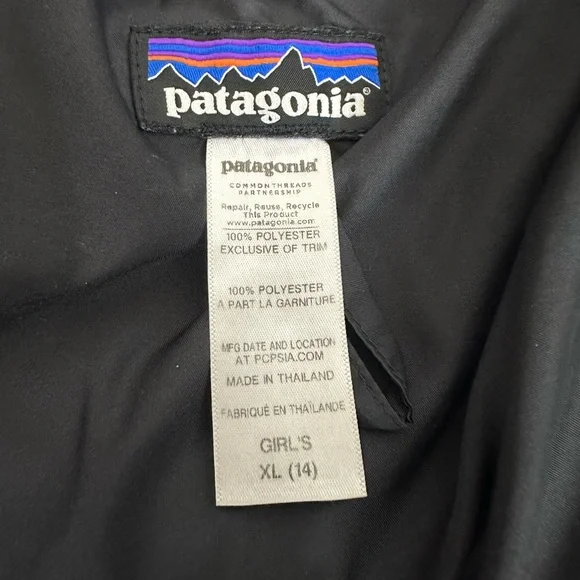 patagonia®
patagonia®
COMMONTHREADS
PARTNERSHIP
Repair, Reuse, Recycle
This Product
www.patagonia.com
100% POLYESTER
EXCLUSIVE OF TRIM
100% POLYESTER
A PART LA GARNITURE
MFG DATE AND LOCATION
AT PCPSIA.COM
MADE IN THAILAND
FABRIQUÉ EN THAÏLANDE
GIRL'S
XL (14)